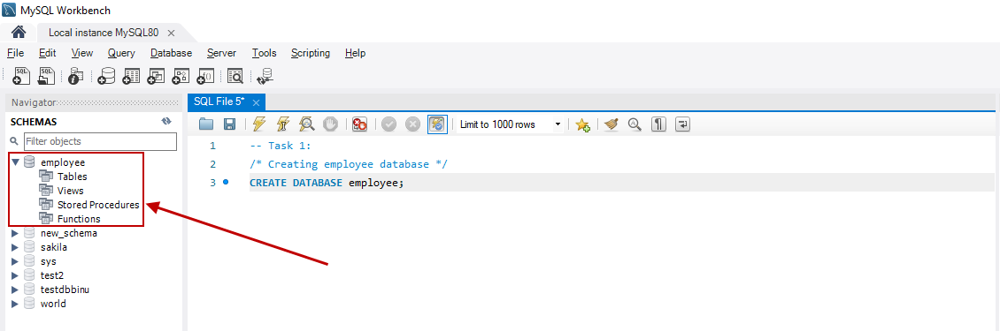 MySQL Workbench
Local instance MySQL80
File Edit View Query Database Server Tools Scripting Help
Navigator
SCHEMAS
Filter objects
employee
Tables
Views
Stored Procedures
Functions
new_schema
sakila
sys
test2
testdbbinu
world
SQL File 5*
Limit to 1000 rows
1 -- Task 1:
2 /* Creating employee database */
3 CREATE DATABASE employee;